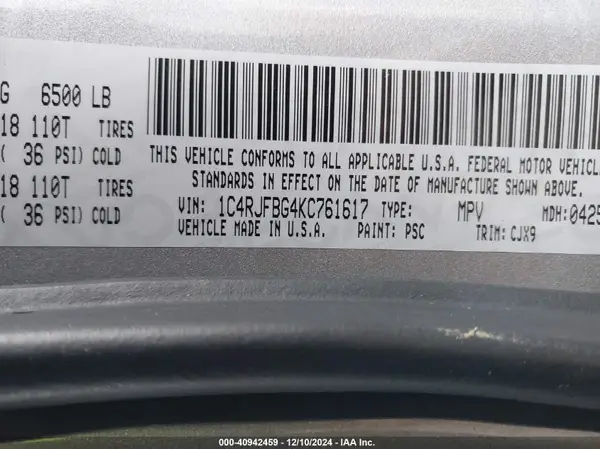 G 6500 LB
18 110T TIRES
( 36 PSI) COLD
18 110T TIRES
( 36 PSI) COLD
THIS VEHICLE CONFORMS TO ALL APPLICABLE U.S.A. FEDERAL MOTOR VEHICL
STANDARDS IN EFFECT ON THE DATE OF MANUFACTURE SHOWN ABOVE.
VIN: 1C4RJFBG4KC761617 TYPE: MPV MDH:0425
VEHICLE MADE IN U.S.A. PAINT: PSC TRIM: CJX9
000-40942459 - 12/10/2024 - IAA Inc.